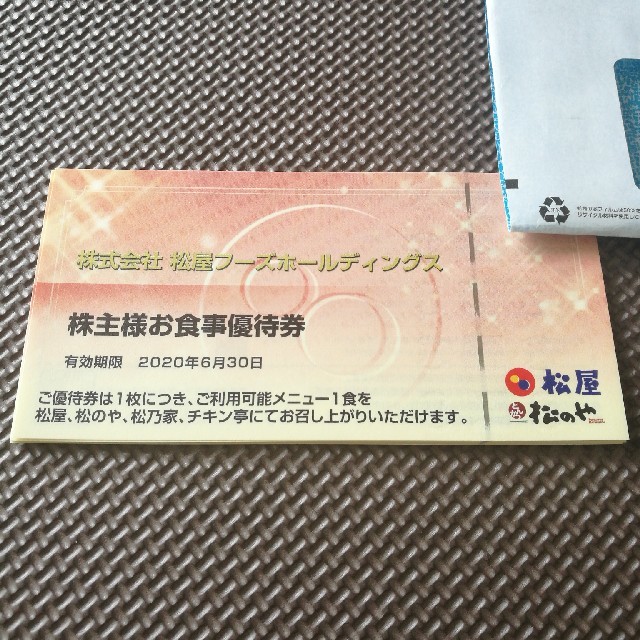 株式会社 松屋フーズホールディングス
株主様お食事優待券
有効期限 2020年6月30日
ご優待券は1枚につき、ご利用可能メニュー1食を
松屋、松のや、松乃家、チキン亭にてお召し上がりいただけます。
松屋
松のや